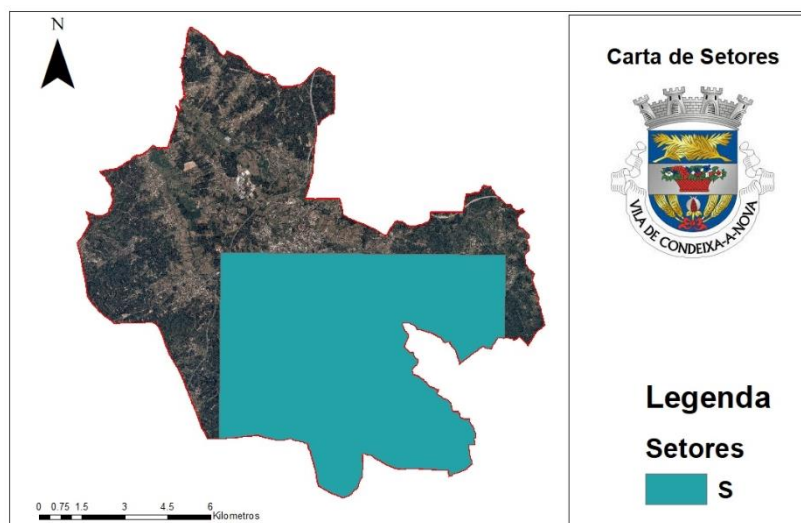 N
Carta de Setores
VILA DE CONDEIXA-A-NOVA
Legenda
Setores
S
0 0.75 1.5 3 4.5 6
Kilometros